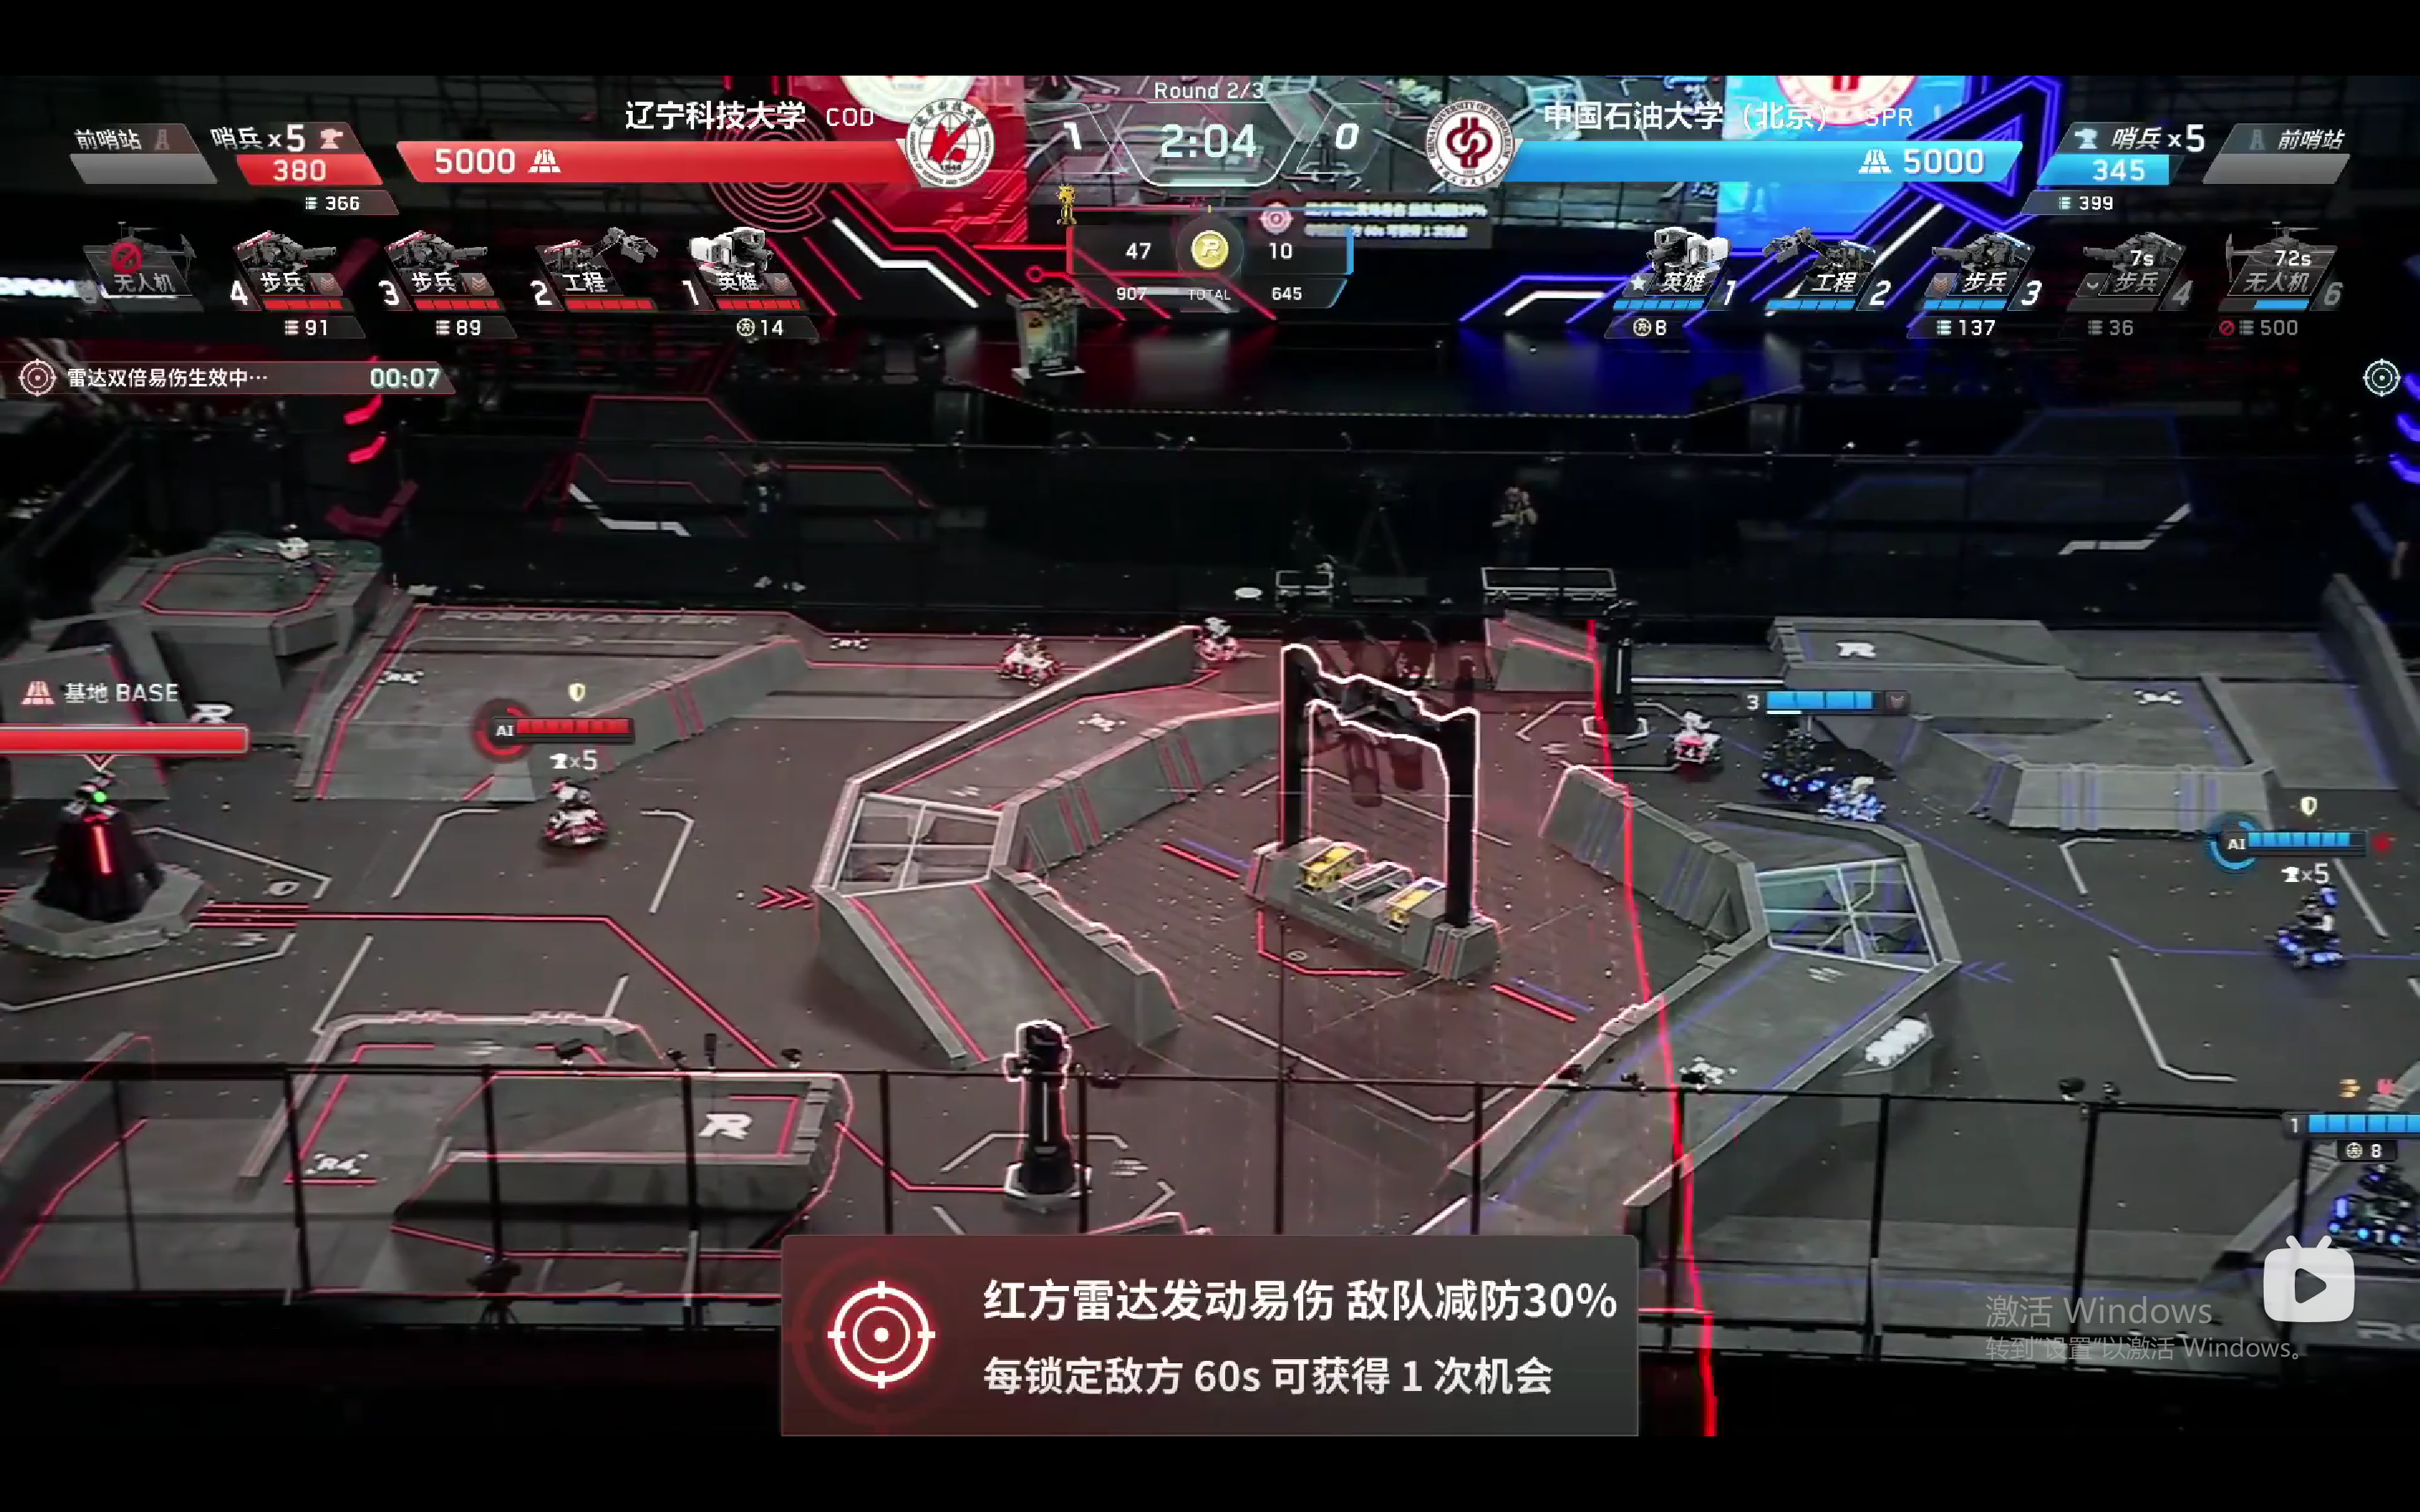 Round 2/3
辽宁科技大学 COD
1
2:04
0
中国石油大学（北京） SPR
前哨站
哨兵 x5
380
366
5000
5000
哨兵 x5
345
399
前哨站
47
10
907
TOTAL
645
无人机
4 步兵
91
3 步兵
89
2 工程
1 英雄
14
英雄 1
8
工程 2
步兵 3
137
7s
步兵 4
36
72s
无人机 6
500
雷达双倍易伤生效中…
00:07
ROBOMASTER
基地 BASE
AI
x5
3
AI
x5
R4
1
8
红方雷达发动易伤 敌队减防30%
每锁定敌方 60s 可获得 1 次机会
激活 Windows
转到"设置"以激活 Windows。